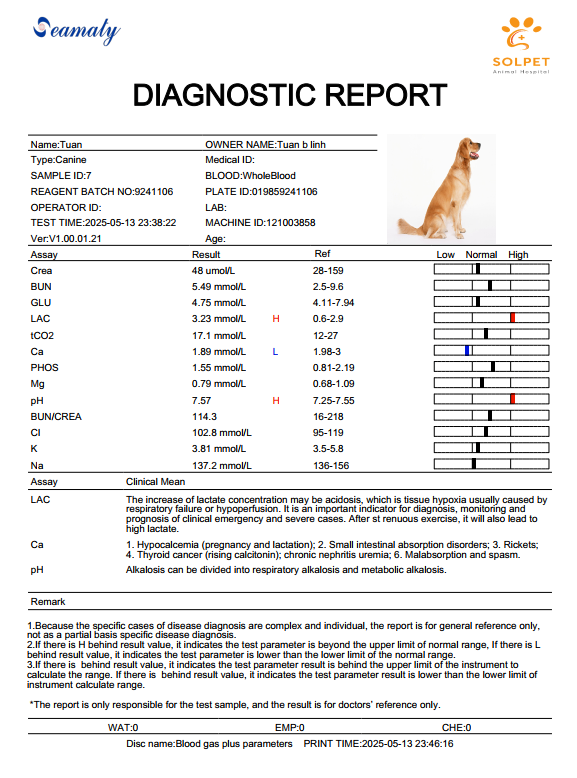 Seamaty
SOLPET
Animal Hospital
DIAGNOSTIC REPORT
Name:Tuan OWNER NAME:Tuan b linh
Type:Canine Medical ID:
SAMPLE ID:7 BLOOD:WholeBlood
REAGENT BATCH NO:9241106 PLATE ID:019859241106
OPERATOR ID: LAB:
TEST TIME:2025-05-13 23:38:22 MACHINE ID:121003858
Ver:V1.00.01.21 Age:
Assay Result Ref Low Normal High
Crea 48 umol/L 28-159
BUN 5.49 mmol/L 2.5-9.6
GLU 4.75 mmol/L 4.11-7.94
LAC 3.23 mmol/L H 0.6-2.9
tCO2 17.1 mmol/L 12-27
Ca 1.89 mmol/L L 1.98-3
PHOS 1.55 mmol/L 0.81-2.19
Mg 0.79 mmol/L 0.68-1.09
pH 7.57 H 7.25-7.55
BUN/CREA 114.3 16-218
Cl 102.8 mmol/L 95-119
K 3.81 mmol/L 3.5-5.8
Na 137.2 mmol/L 136-156
Assay Clinical Mean
LAC The increase of lactate concentration may be acidosis, which is tissue hypoxia usually caused by
respiratory failure or hypoperfusion. It is an important indicator for diagnosis, monitoring and
prognosis of clinical emergency and severe cases. After st renuous exercise, it will also lead to
high lactate.
Ca 1. Hypocalcemia (pregnancy and lactation); 2. Small intestinal absorption disorders; 3. Rickets;
4. Thyroid cancer (rising calcitonin); chronic nephritis uremia; 6. Malabsorption and spasm.
pH Alkalosis can be divided into respiratory alkalosis and metabolic alkalosis.
Remark
1.Because the specific cases of disease diagnosis are complex and individual, the report is for general reference only,
not as a partial basis specific disease diagnosis.
2.If there is H behind result value, it indicates the test parameter is beyond the upper limit of normal range, If there is L
behind result value, it indicates the test parameter is lower than the lower limit of the normal range.
3.If there is behind result value, it indicates the test parameter result is behind the upper limit of the instrument to
calculate the range. If there is behind result value, it indicates the test parameter result is lower than the lower limit of
instrument calculate range.
*The report is only responsible for the test sample, and the result is for doctors' reference only.
WAT:0 EMP:0 CHE:0
Disc name:Blood gas plus parameters PRINT TIME:2025-05-13 23:46:16